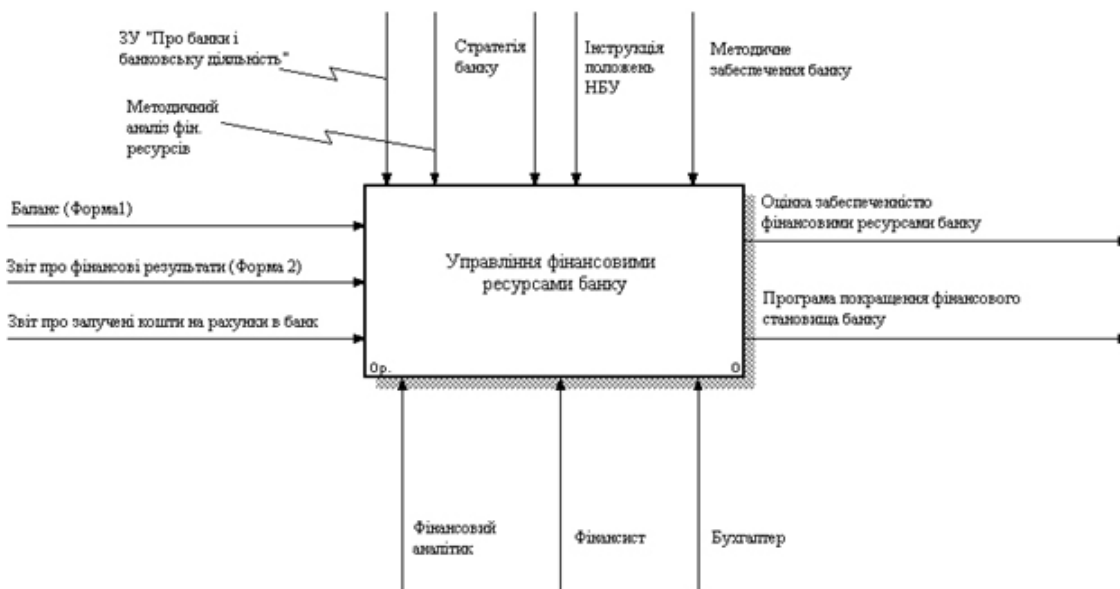 ЗУ "Про банки і
банковську діяльність"
Стратегія
банку
Інструкція
положень
НБУ
Методичне
забеспечення банку
Методичний
аналіз фін.
ресурсів
Баланс (Форма1)
Звіт про фінансові результати (Форма 2)
Звіт про залучені кошти на рахунки в банк
Управління фінансовими
ресурсами банку
0р.
0
Оцінка забеспеченністю
фінансовими ресурсами банку
Програма покращення фінансового
становища банку
Фінансовий
аналітик
Фінансист
Бухгалтер